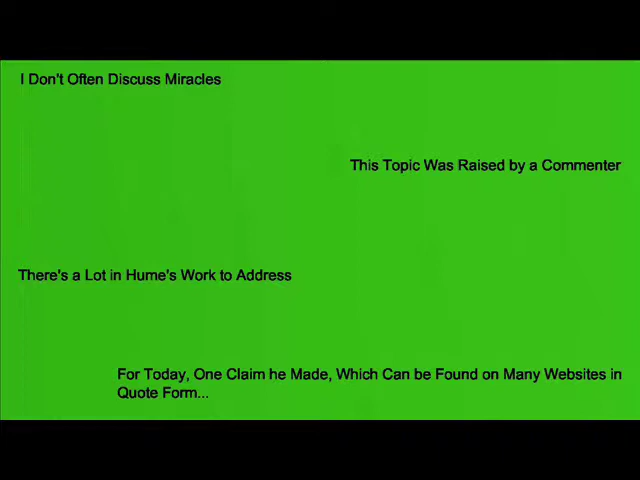 I Don't Often Discuss Miracles
This Topic Was Raised by a Commenter
There's a Lot in Hume's Work to Address
For Today, One Claim he Made, Which Can be Found on Many Websites in
Quote Form...